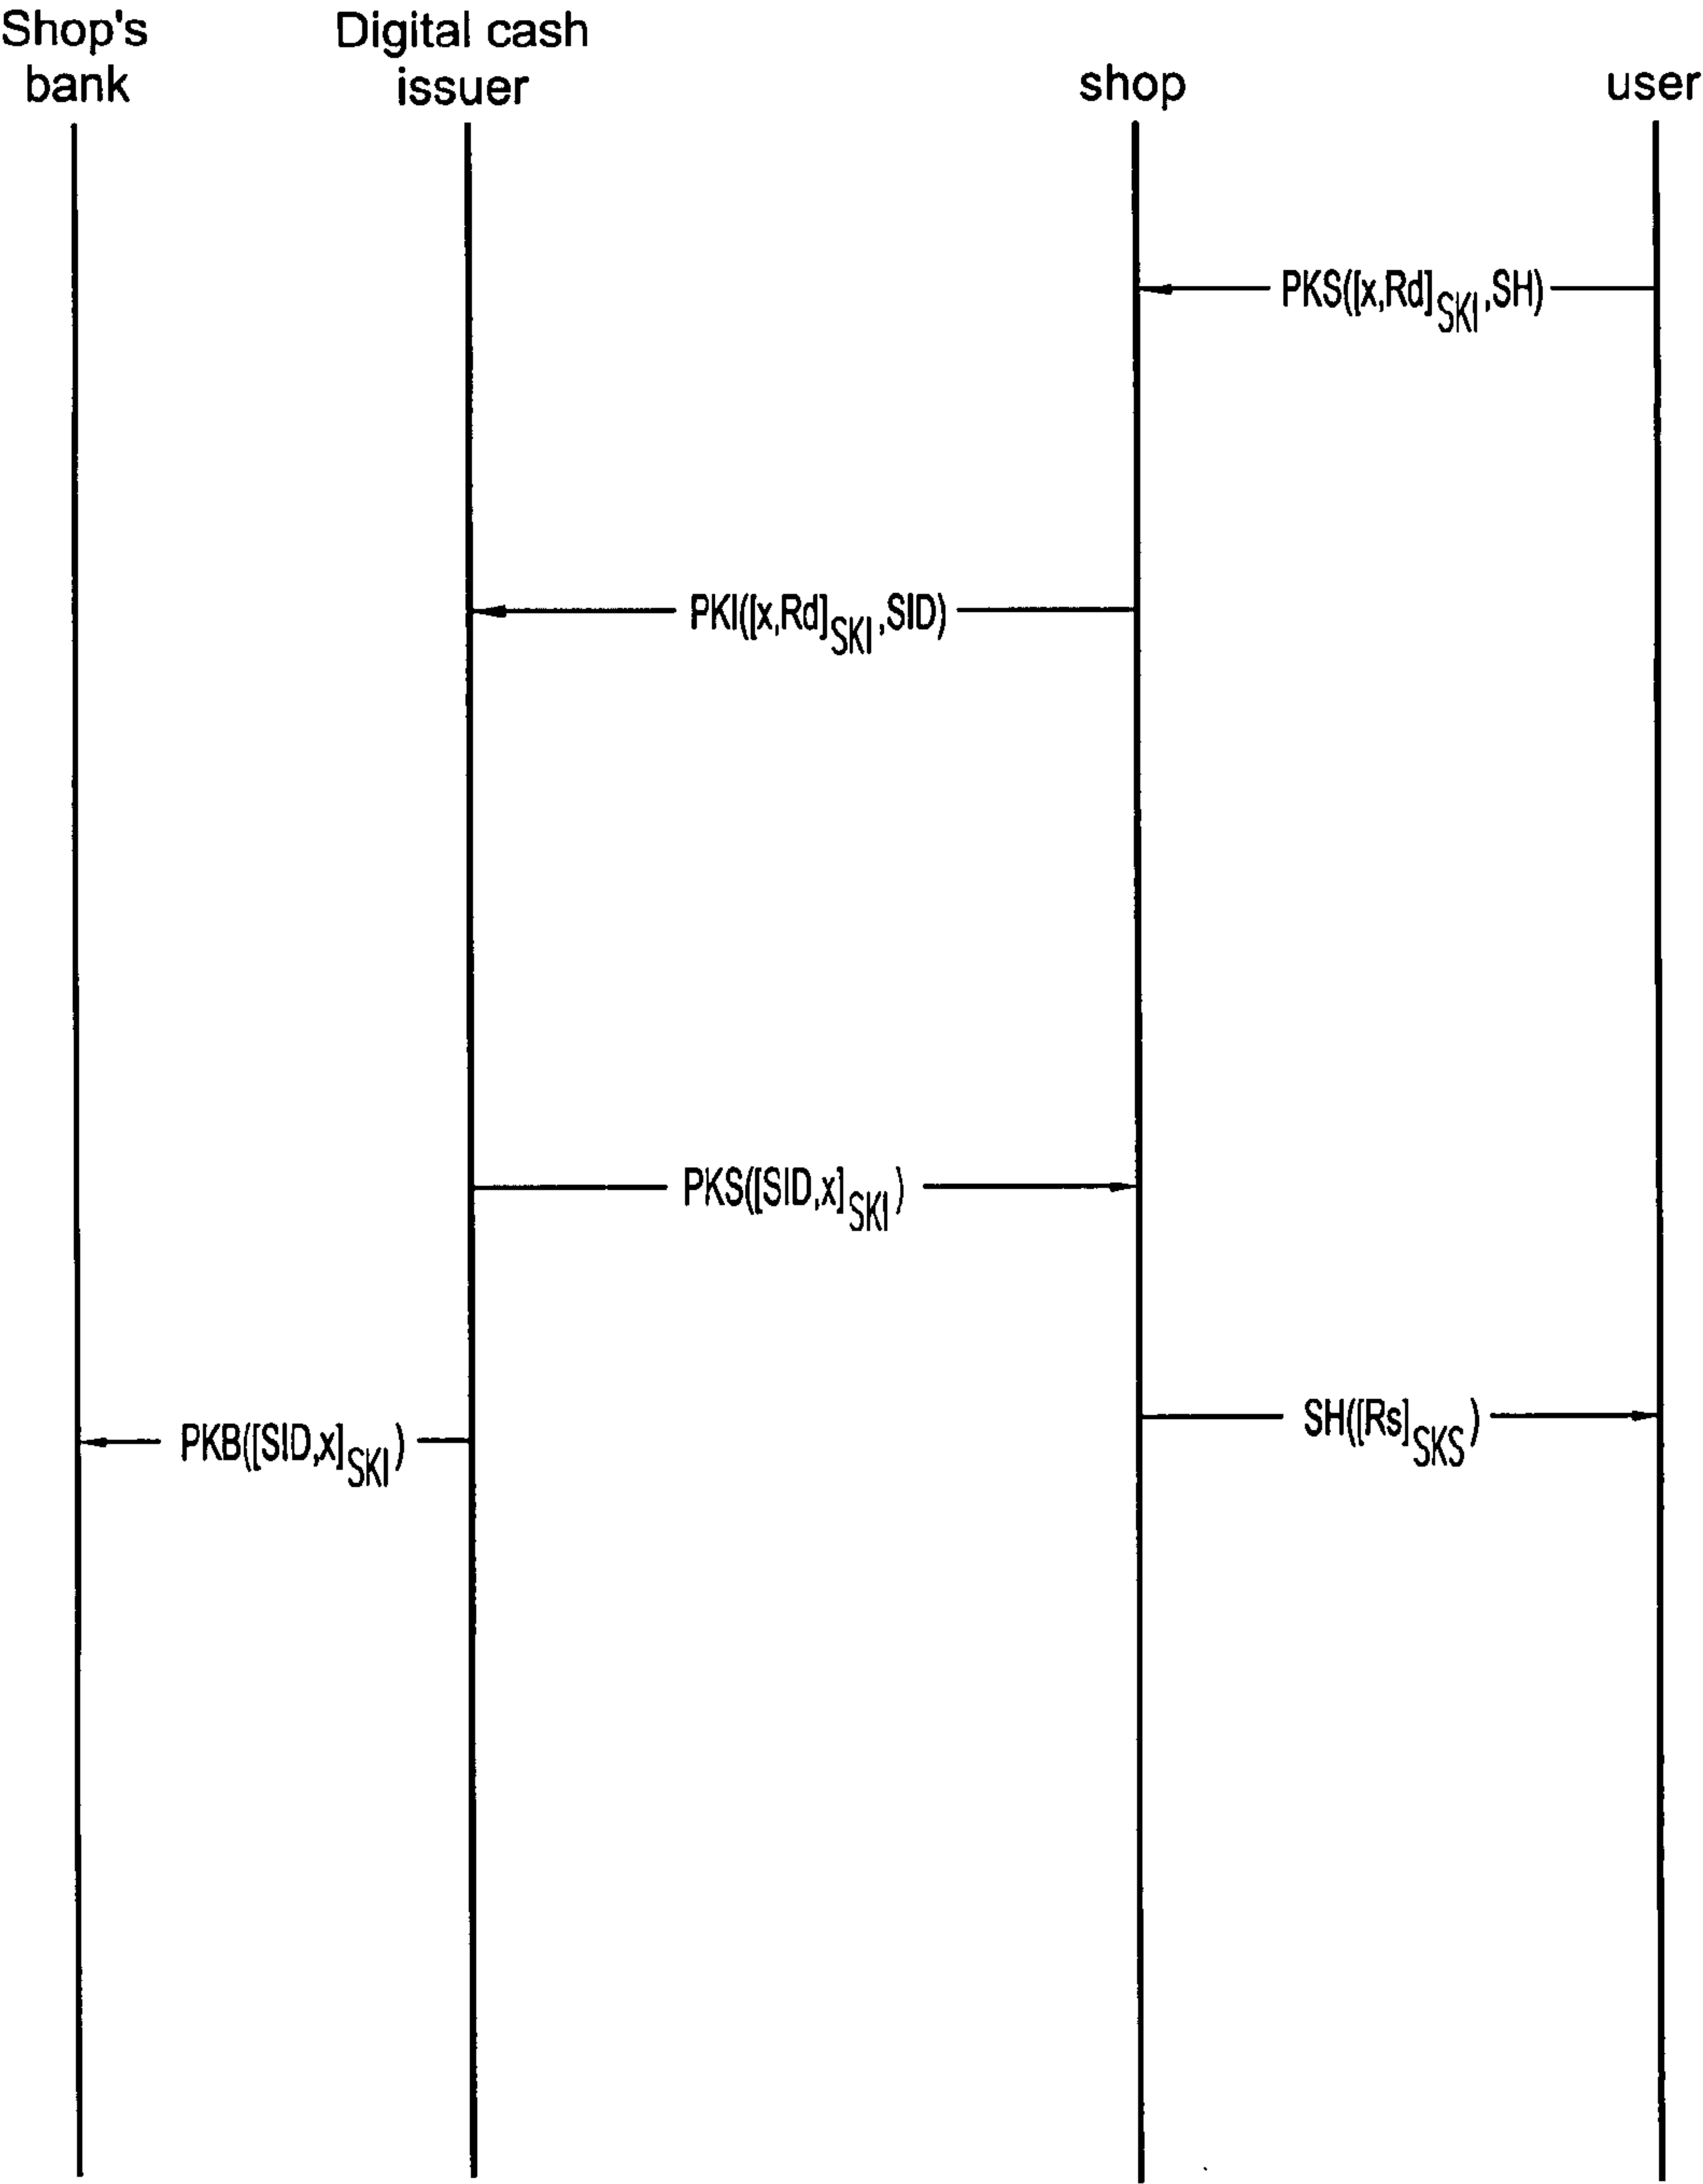 Shop's
bank
Digital cash
issuer
shop
user
PKS([x,Rd]SKI,SH)
PKI([x,Rd]SKI,SID)
PKS([SID,x]SKI)
SH([Rs]SKS)
PKB([SID,x]SKI)